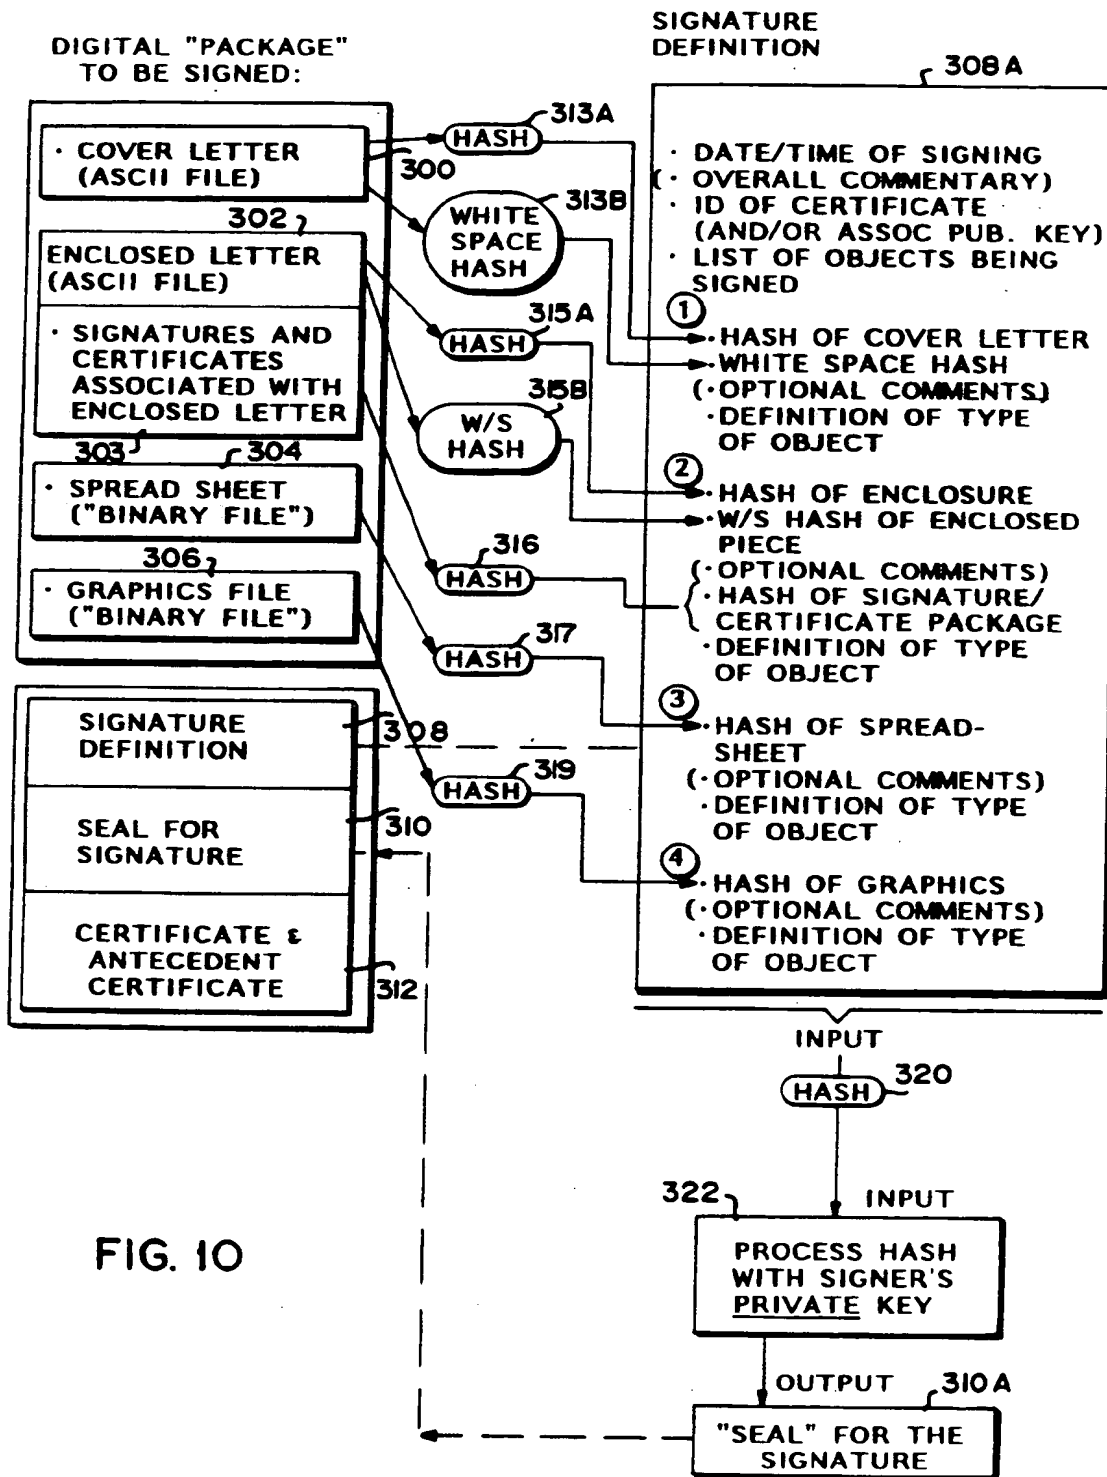 DIGITAL "PACKAGE"
TO BE SIGNED:
· COVER LETTER
(ASCII FILE)
300
302
ENCLOSED LETTER
(ASCII FILE)
· SIGNATURES AND
CERTIFICATES
ASSOCIATED WITH
ENCLOSED LETTER
303
304
· SPREAD SHEET
("BINARY FILE")
306
· GRAPHICS FILE
("BINARY FILE")
SIGNATURE
DEFINITION
308
SEAL FOR
SIGNATURE
310
CERTIFICATE &
ANTECEDENT
CERTIFICATE
312
313A
HASH
313B
WHITE
SPACE
HASH
315A
HASH
315B
W/S
HASH
316
HASH
317
HASH
319
HASH
SIGNATURE
DEFINITION
308A
· DATE/TIME OF SIGNING
(· OVERALL COMMENTARY)
· ID OF CERTIFICATE
(AND/OR ASSOC PUB. KEY)
· LIST OF OBJECTS BEING
SIGNED
1
· HASH OF COVER LETTER
· WHITE SPACE HASH
(· OPTIONAL COMMENTS)
· DEFINITION OF TYPE
OF OBJECT
2
· HASH OF ENCLOSURE
· W/S HASH OF ENCLOSED
PIECE
(· OPTIONAL COMMENTS)
· HASH OF SIGNATURE/
CERTIFICATE PACKAGE
· DEFINITION OF TYPE
OF OBJECT
3
· HASH OF SPREAD-
SHEET
(· OPTIONAL COMMENTS)
· DEFINITION OF TYPE
OF OBJECT
4
· HASH OF GRAPHICS
(· OPTIONAL COMMENTS)
· DEFINITION OF TYPE
OF OBJECT
INPUT
HASH
320
322
INPUT
PROCESS HASH
WITH SIGNER'S
PRIVATE KEY
OUTPUT
310A
"SEAL" FOR THE
SIGNATURE
FIG. 10